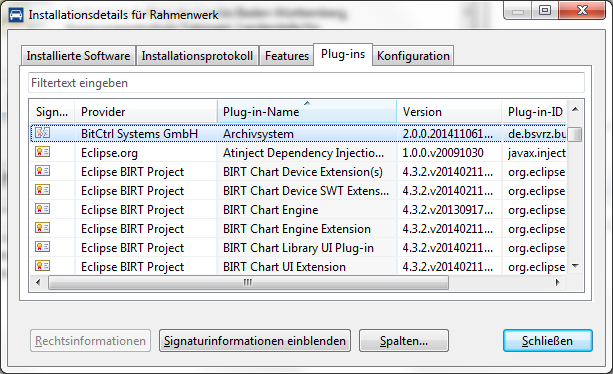 Installationsdetails für Rahmenwerk
Installierte Software Installationsprotokoll Features Plug-ins Konfiguration
Filtertext eingeben
Sign... Provider Plug-in-Name Version Plug-in-ID
BitCtrl Systems GmbH Archivsystem 2.0.0.201411061... de.bsvrz.bu
Eclipse.org Atinject Dependency Injectio... 1.0.0.v20091030 javax.inject
Eclipse BIRT Project BIRT Chart Device Extension(s) 4.3.2.v20140211... org.eclipse
Eclipse BIRT Project BIRT Chart Device SWT Extens... 4.3.2.v20140211... org.eclipse
Eclipse BIRT Project BIRT Chart Engine 4.3.2.v20130917... org.eclipse
Eclipse BIRT Project BIRT Chart Engine Extension 4.3.2.v20140211... org.eclipse
Eclipse BIRT Project BIRT Chart Library UI Plug-in 4.3.2.v20140211... org.eclipse
Eclipse BIRT Project BIRT Chart UI Extension 4.3.2.v20140211... org.eclipse
Rechtsinformationen Signaturinformationen einblenden Spalten... Schließen